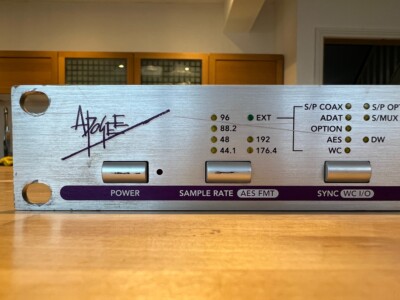 APOGEE
96
EXT
88.2
48
192
44.1
176.4
S/P COAX
S/P OPT
ADAT
S/MUX
OPTION
AES
DW
WC
POWER
SAMPLE RATE AES FMT
SYNC WC I/O